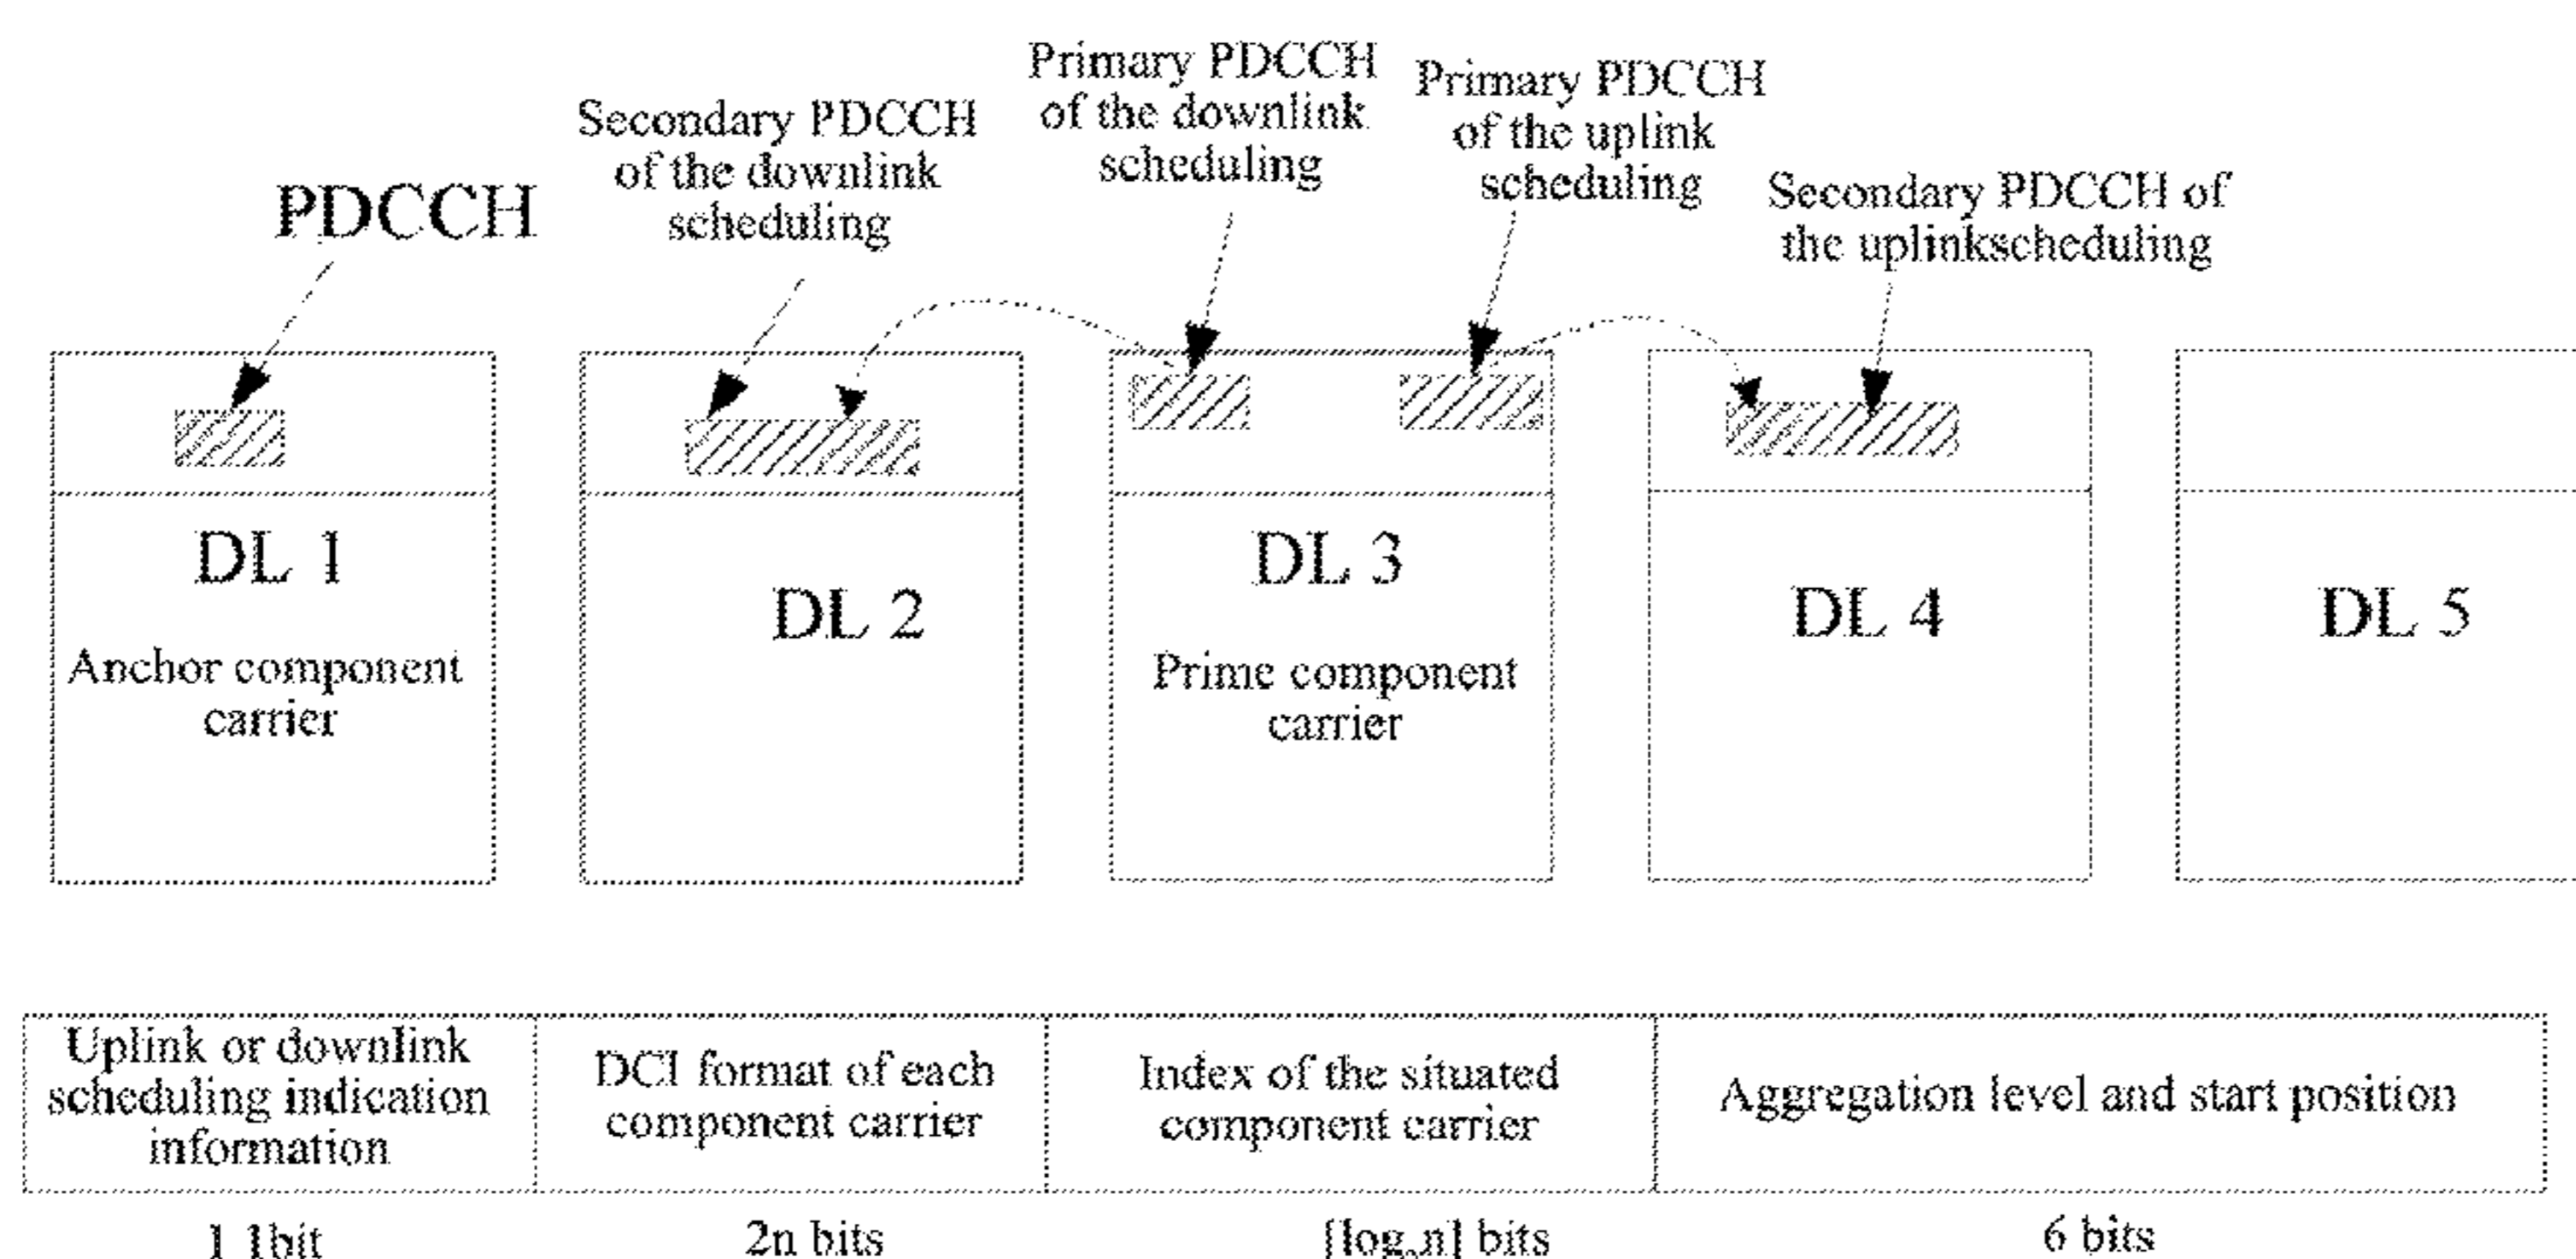 Primary PDCCH
of the downlink
scheduling
Primary PDCCH
of the uplink
scheduling
Secondary PDCCH
of the downlink
scheduling
PDCCH
Secondary PDCCH of
the uplinkscheduling
DL 1
Anchor component
carrier
DL 2
DL 3
Prime component
carrier
DL 4
DL 5
Uplink or downlink
scheduling indication
information
DCI format of each
component carrier
Index of the situated
component carrier
Aggregation level and start position
1 1bit
2n bits
⌈log₂n⌉ bits
6 bits